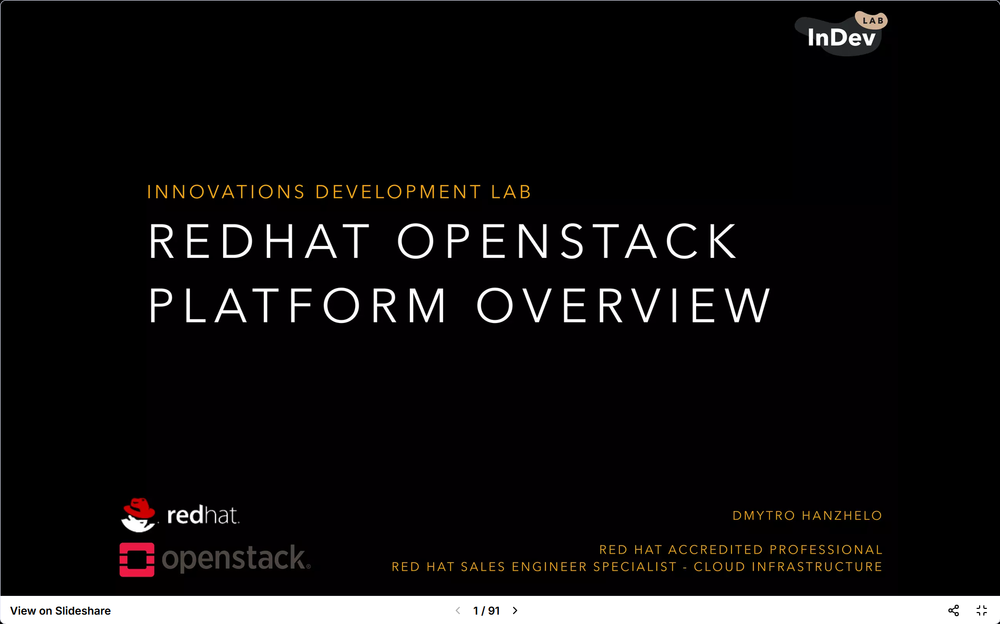 LAB
InDev
INNOVATIONS DEVELOPMENT LAB
REDHAT OPENSTACK
PLATFORM OVERVIEW
redhat.
openstack®
DMYTRO HANZHELO
RED HAT ACCREDITED PROFESSIONAL
RED HAT SALES ENGINEER SPECIALIST - CLOUD INFRASTRUCTURE
View on Slideshare
1 / 91